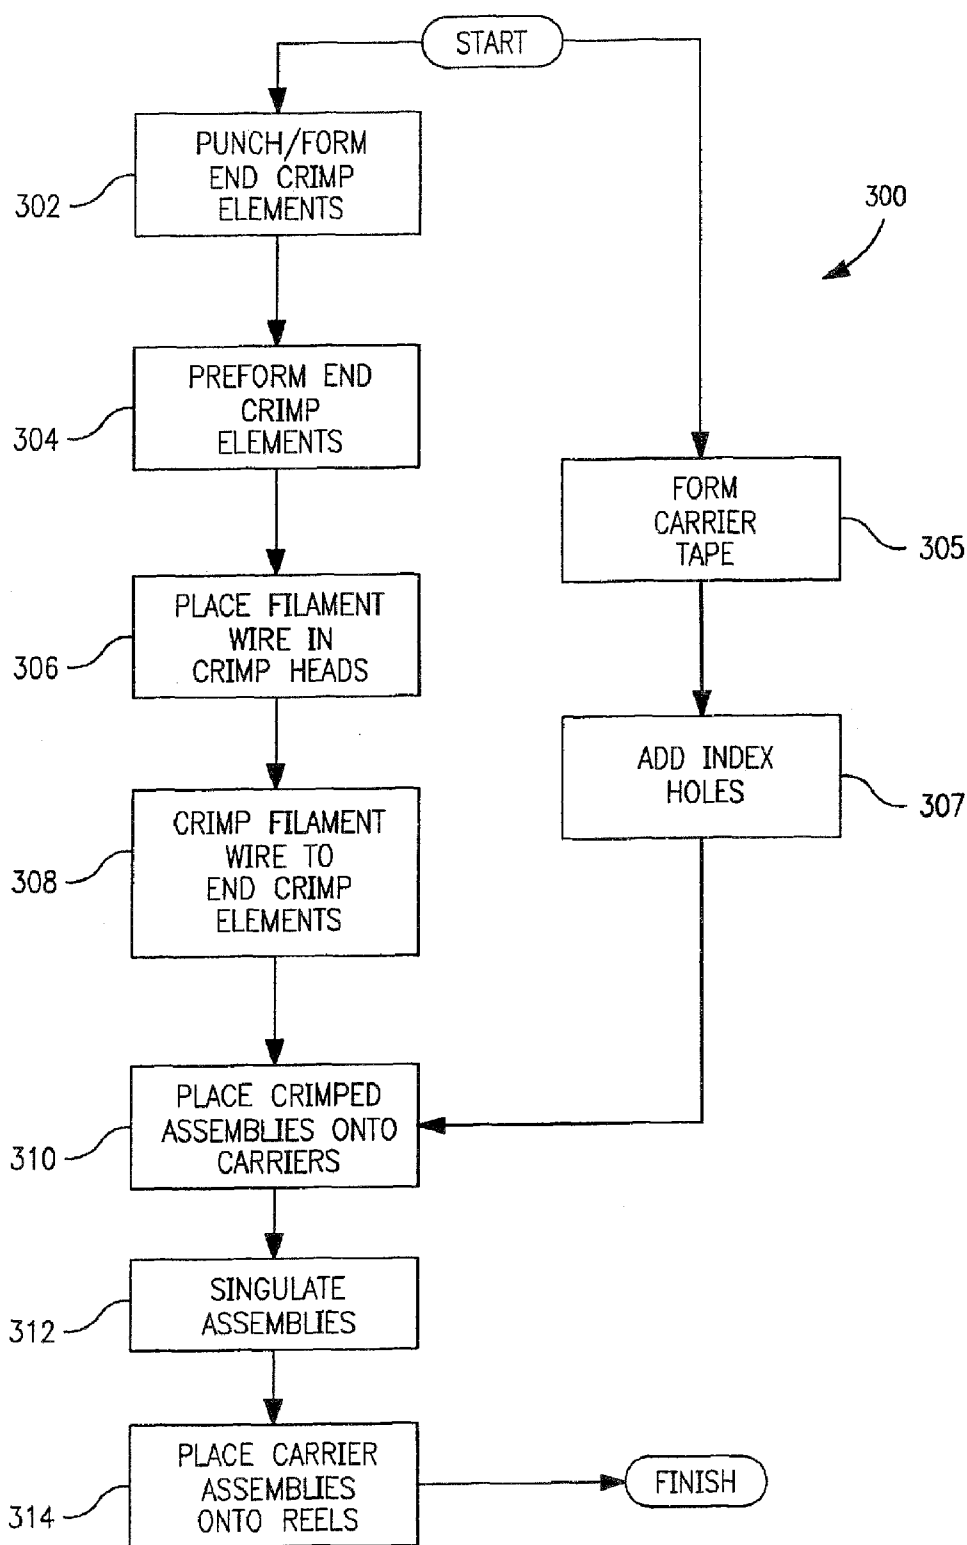 START
PUNCH/FORM
END CRIMP
ELEMENTS
302
300
PREFORM END
CRIMP
ELEMENTS
304
FORM
CARRIER
TAPE
305
PLACE FILAMENT
WIRE IN
CRIMP HEADS
306
ADD INDEX
HOLES
307
CRIMP FILAMENT
WIRE TO
END CRIMP
ELEMENTS
308
PLACE CRIMPED
ASSEMBLIES ONTO
CARRIERS
310
SINGULATE
ASSEMBLIES
312
PLACE CARRIER
ASSEMBLIES
ONTO REELS
314
FINISH